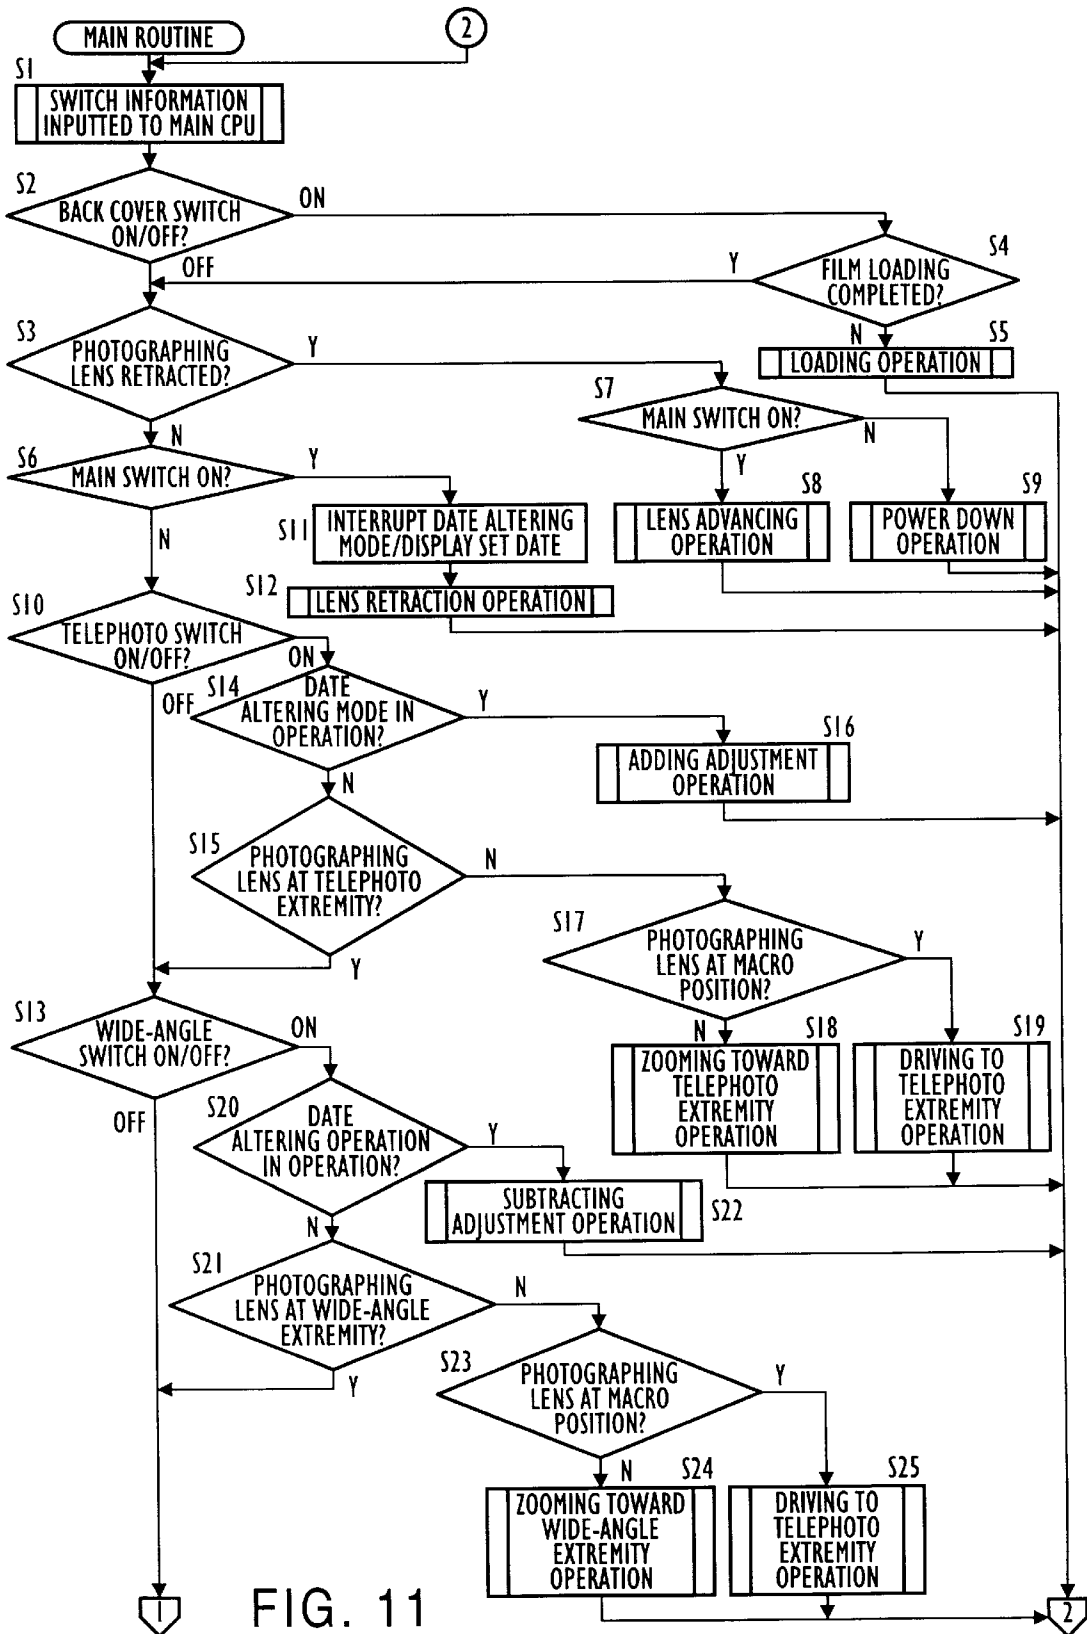 MAIN ROUTINE
2
S1
SWITCH INFORMATION
INPUTTED TO MAIN CPU
S2
BACK COVER SWITCH
ON/OFF?
ON
OFF
S4
FILM LOADING
COMPLETED?
Y
N
S5
LOADING OPERATION
S3
PHOTOGRAPHING
LENS RETRACTED?
Y
N
S7
MAIN SWITCH ON?
N
Y
S6
MAIN SWITCH ON?
Y
N
S8
LENS ADVANCING
OPERATION
S9
POWER DOWN
OPERATION
S11
INTERRUPT DATE ALTERING
MODE/DISPLAY SET DATE
S12
LENS RETRACTION OPERATION
S10
TELEPHOTO SWITCH
ON/OFF?
ON
OFF
S14
DATE
ALTERING MODE IN
OPERATION?
Y
N
S16
ADDING ADJUSTMENT
OPERATION
S15
PHOTOGRAPHING
LENS AT TELEPHOTO
EXTREMITY?
N
Y
S17
PHOTOGRAPHING
LENS AT MACRO
POSITION?
Y
N
S18
ZOOMING TOWARD
TELEPHOTO
EXTREMITY
OPERATION
S19
DRIVING TO
TELEPHOTO
EXTREMITY
OPERATION
S13
WIDE-ANGLE
SWITCH ON/OFF?
ON
OFF
S20
DATE
ALTERING OPERATION
IN OPERATION?
Y
N
SUBTRACTING
ADJUSTMENT OPERATION
S22
S21
PHOTOGRAPHING
LENS AT WIDE-ANGLE
EXTREMITY?
N
Y
S23
PHOTOGRAPHING
LENS AT MACRO
POSITION?
Y
N
S24
ZOOMING TOWARD
WIDE-ANGLE
EXTREMITY
OPERATION
S25
DRIVING TO
TELEPHOTO
EXTREMITY
OPERATION
1
FIG. 11
2